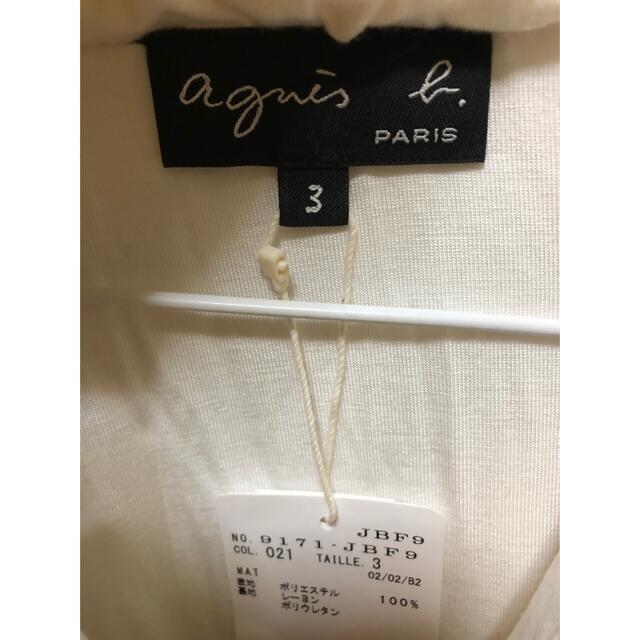 agnès b.
PARIS
3
JBF9
NO. 9171-JBF9
COL. 021 TAILLE. 3
MAT 02/02/B2
表地 ポリエステル 100%
裏地 レーヨン
ポリウレタン